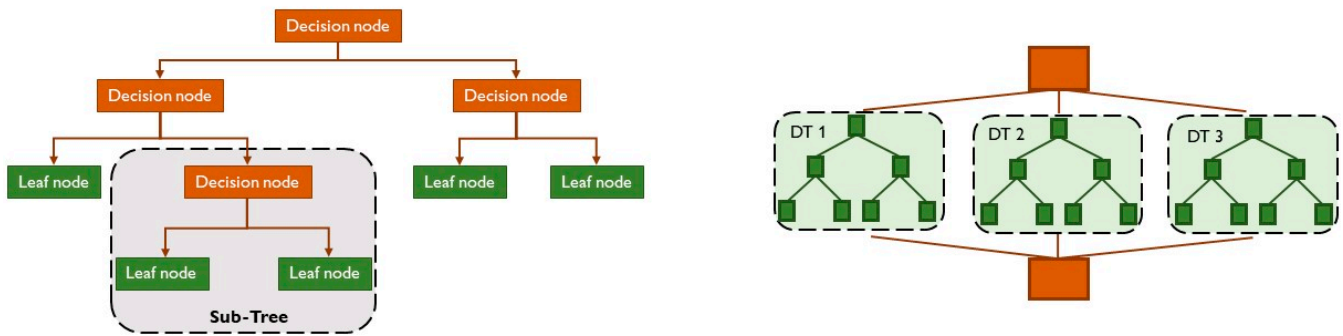 Decision node
Decision node
Decision node
Leaf node
Decision node
Leaf node
Leaf node
Leaf node
Leaf node
Sub-Tree
DT 1
DT 2
DT 3